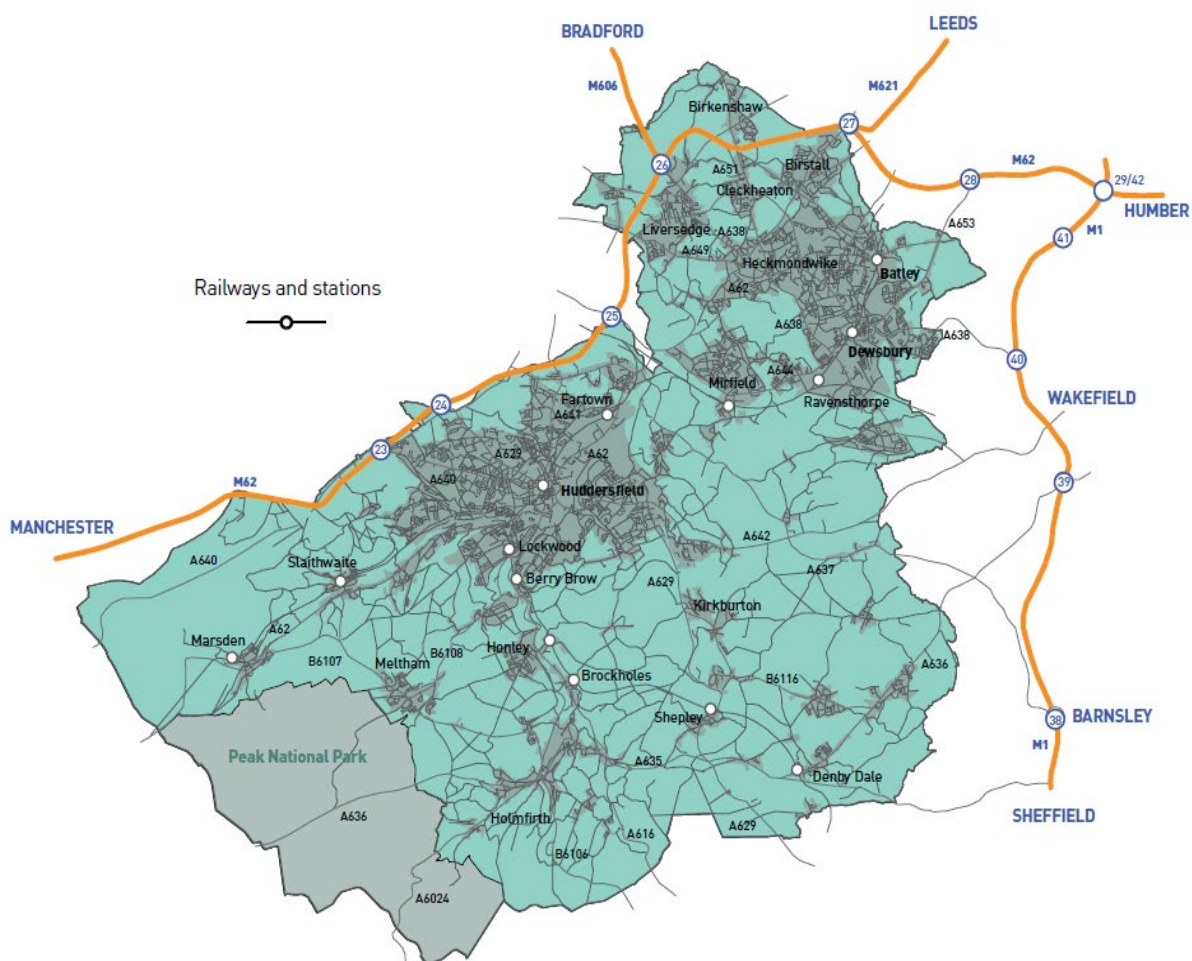 LEEDS
BRADFORD
M606
M621
Birkenshaw
27
26
Birstall
A651
M62
28
Cleckheaton
29/42
HUMBER
A653
Liversedge
A638
M1
41
A649
Heckmondwike
Batley
Railways and stations
A62
25
A638
A638
Dewsbury
40
A644
Mirfield
Ravensthorpe
WAKEFIELD
Fartown
24
A641
23
A629
A62
A640
M62
Huddersfield
39
MANCHESTER
A642
Lockwood
A640
Slaithwaite
A637
Berry Brow
A629
Kirkburton
A62
Marsden
B6108
Honley
B6107
Meltham
A636
Brockholes
B6116
Shepley
38
BARNSLEY
M1
Peak National Park
A635
Denby Dale
A636
Holmfirth
A616
A629
SHEFFIELD
B6106
A6024